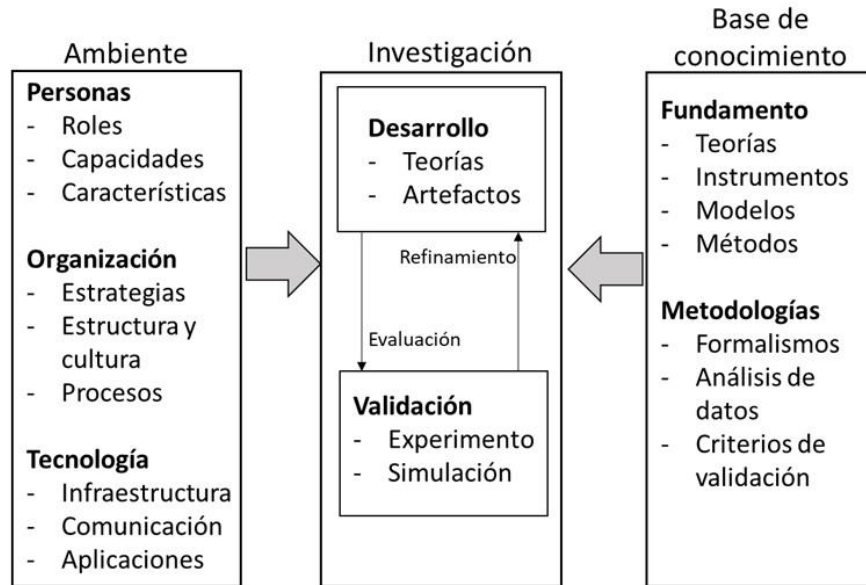 Ambiente
Personas
- Roles
- Capacidades
- Características
Organización
- Estrategias
- Estructura y
cultura
- Procesos
Tecnología
- Infraestructura
- Comunicación
- Aplicaciones
Investigación
Desarrollo
- Teorías
- Artefactos
Refinamiento
Evaluación
Validación
- Experimento
- Simulación
Base de
conocimiento
Fundamento
- Teorías
- Instrumentos
- Modelos
- Métodos
Metodologías
- Formalismos
- Análisis de
datos
- Criterios de
validación